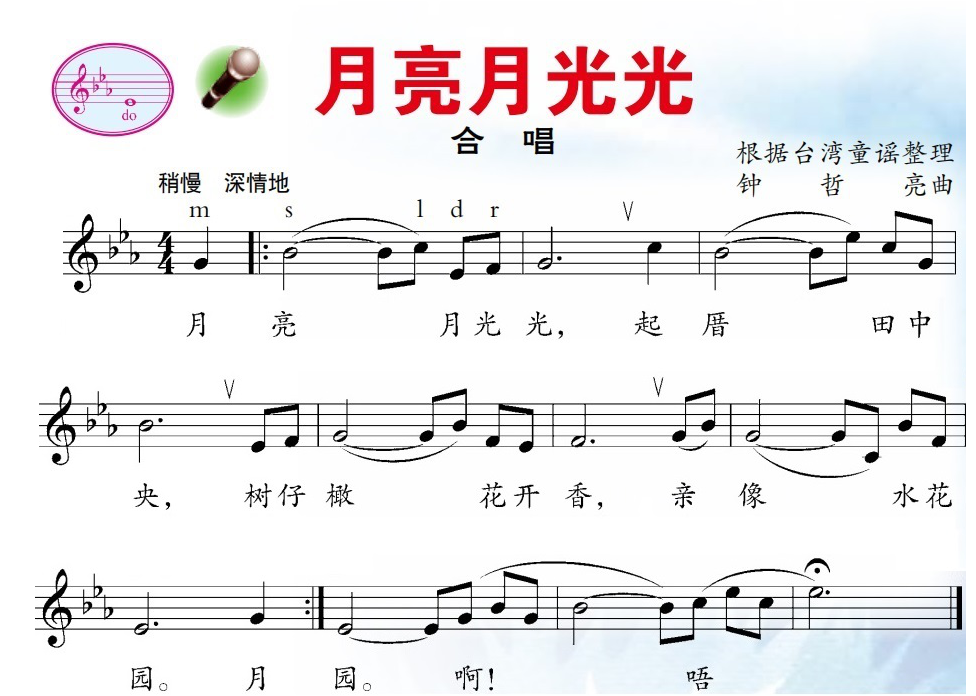 月亮月光光
do
合 唱
根据台湾童谣整理
稍慢 深情地
钟 哲 亮曲
m s l d r
4/4
月 亮 月光光， 起 厝 田中
央， 树仔 橄 花开香， 亲 像 水花
园。 月 园。 啊！ 唔